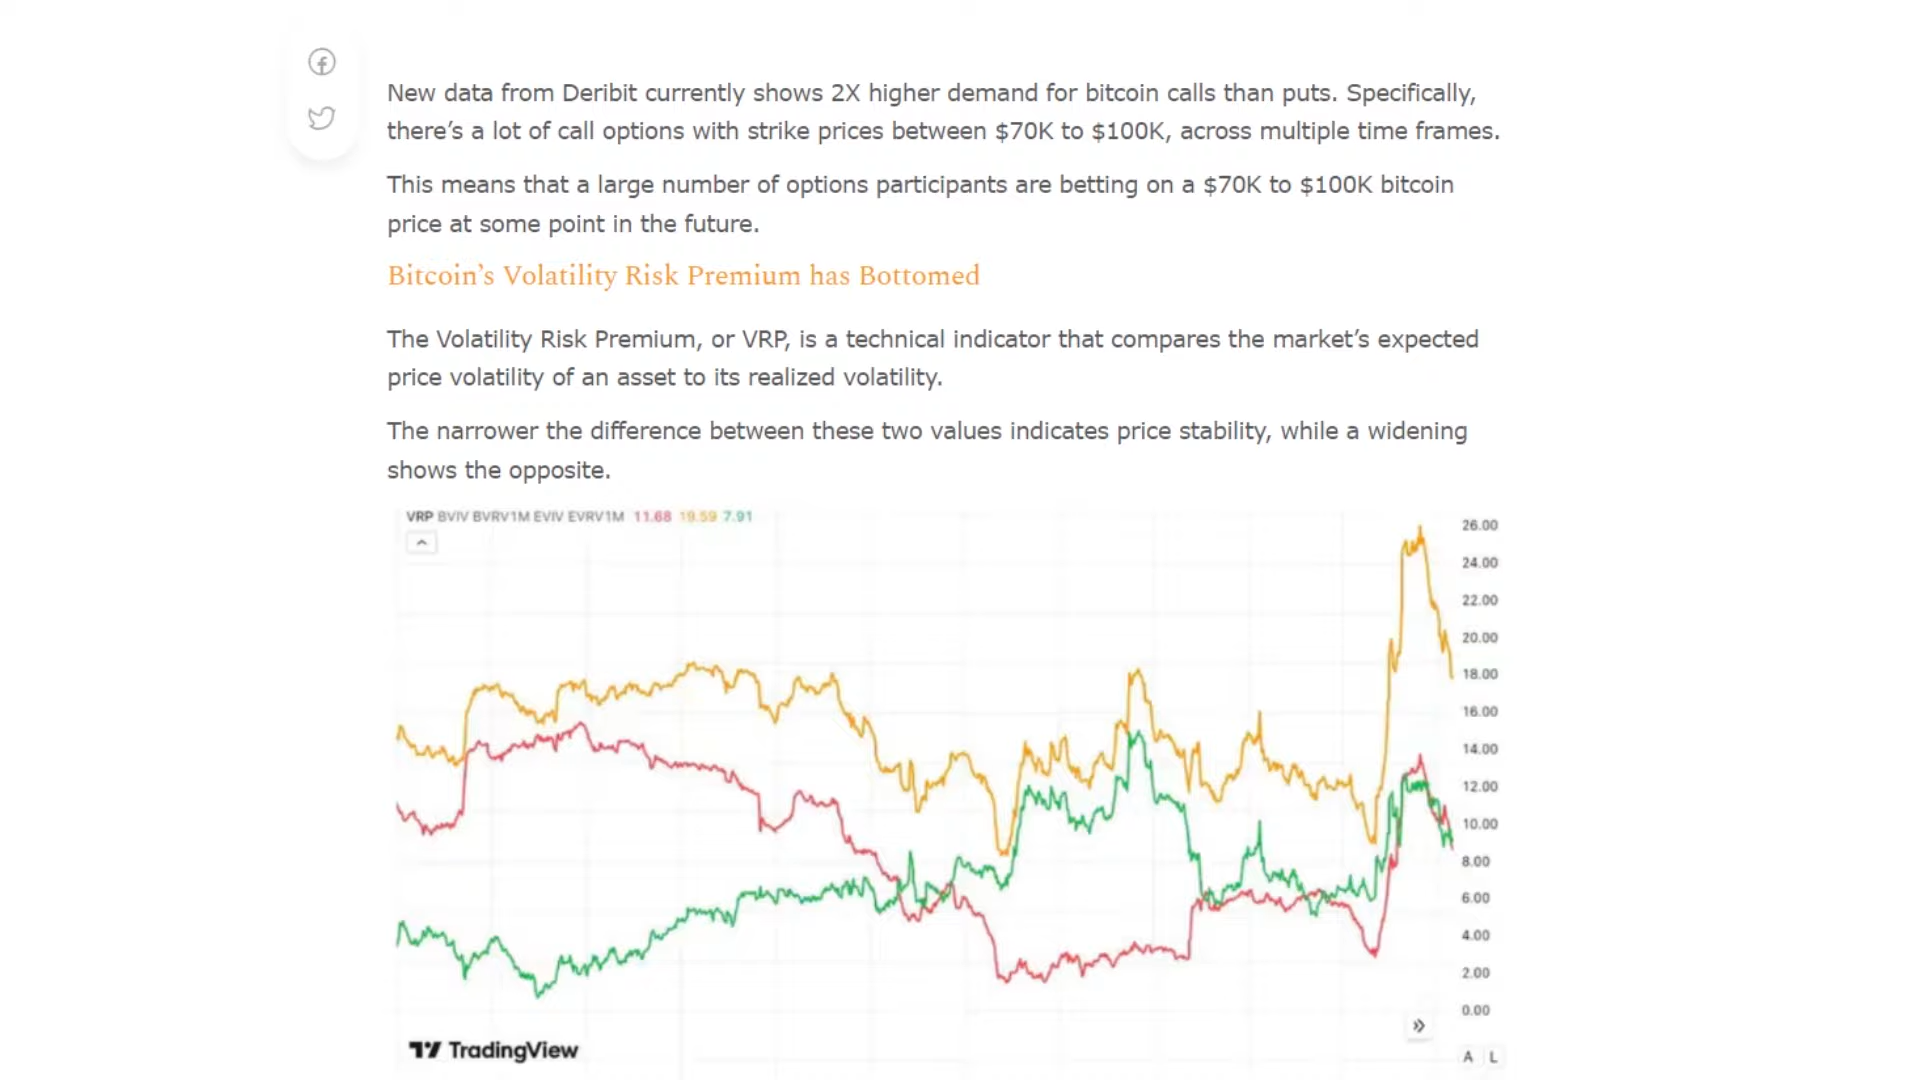 New data from Deribit currently shows 2X higher demand for bitcoin calls than puts. Specifically,
there’s a lot of call options with strike prices between $70K to $100K, across multiple time frames.
This means that a large number of options participants are betting on a $70K to $100K bitcoin
price at some point in the future.
Bitcoin’s Volatility Risk Premium has Bottomed
The Volatility Risk Premium, or VRP, is a technical indicator that compares the market’s expected
price volatility of an asset to its realized volatility.
The narrower the difference between these two values indicates price stability, while a widening
shows the opposite.
VRP BVIV BVRV1M EVIV EVRV1M 11.68 19.59 7.91
26.00
24.00
22.00
20.00
18.00
16.00
14.00
12.00
10.00
8.00
6.00
4.00
2.00
0.00
TradingView
A L